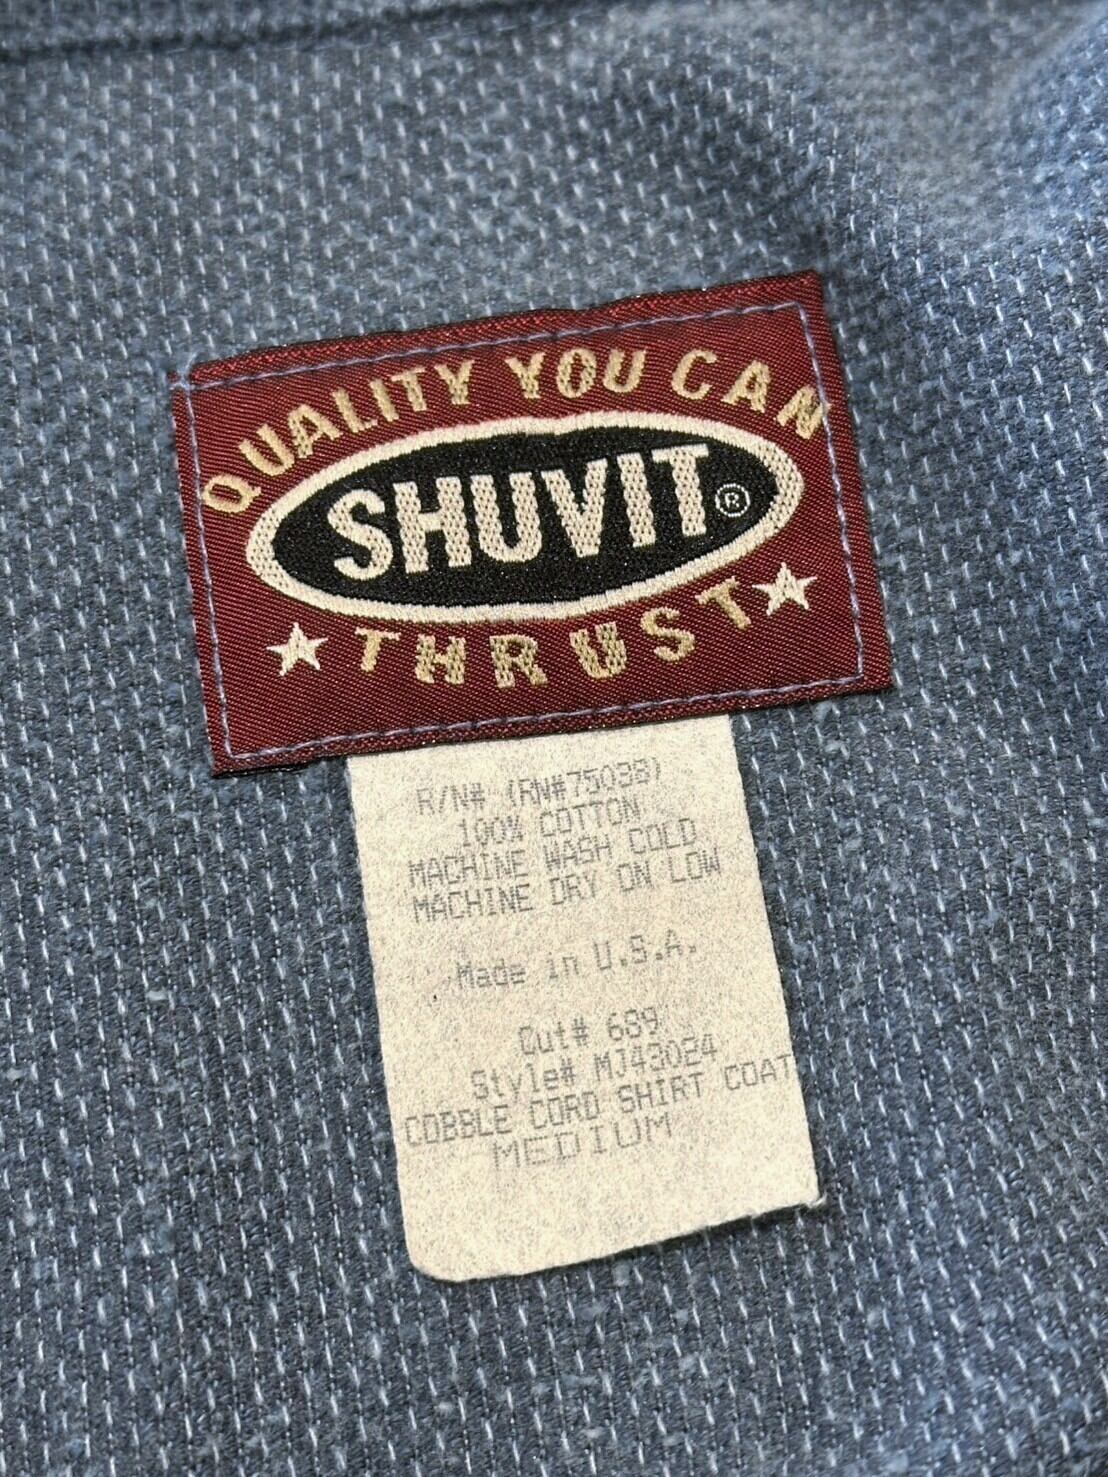 QUALITY YOU CAN
SHUVIT®
THRUST
R/N# (RN#75038)
100% COTTON
MACHINE WASH COLD
MACHINE DRY ON LOW
Made in U.S.A.
Cut# 689
Style# MJ43024
COBBLE CORD SHIRT COAT
MEDIUM